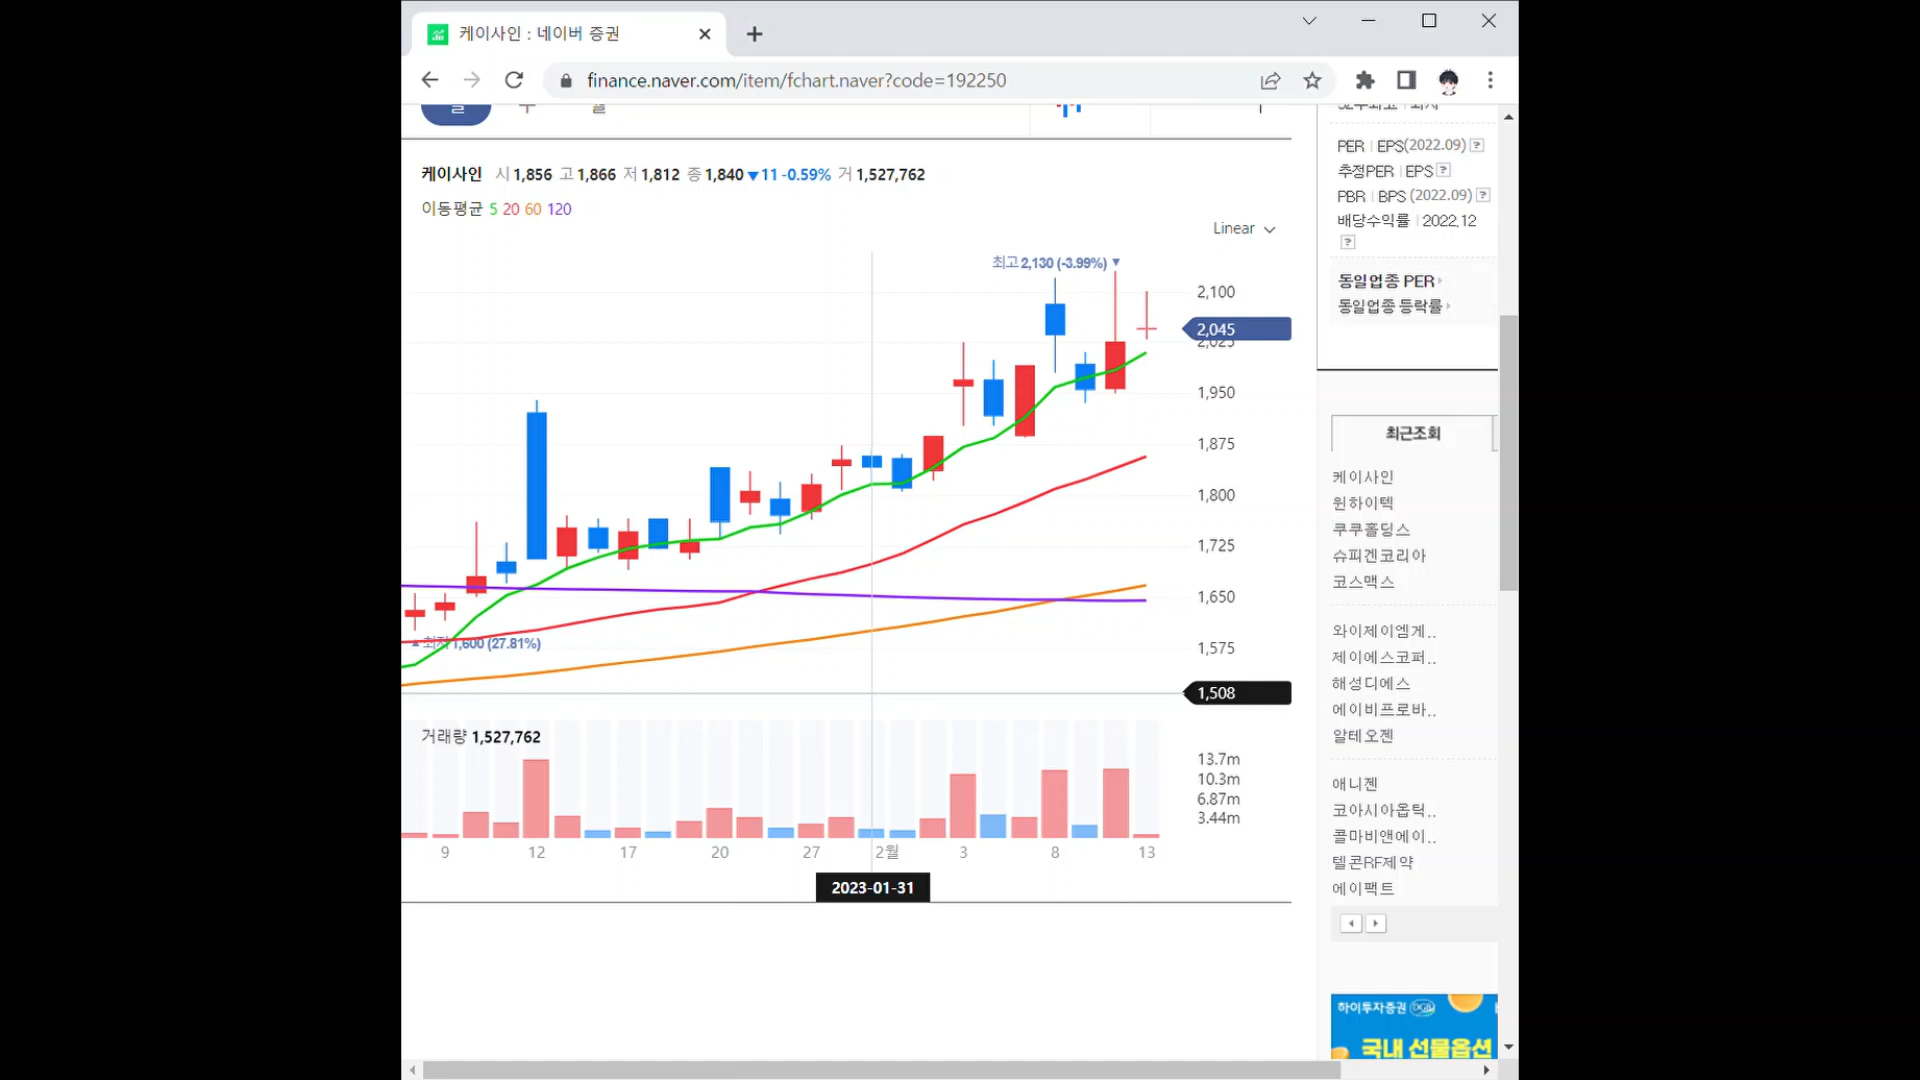 케이사인 : 네이버 증권
finance.naver.com/item/fchart.naver?code=192250
케이사인 시 1,856 고 1,866 저 1,812 종 1,840 ▼11 -0.59% 거 1,527,762
이동평균 5 20 60 120
Linear
최고 2,130 (-3.99%) ▼
2,100
2,045
2,025
1,950
1,875
1,800
1,725
1,650
▲ 최저 1,600 (27.81%)
1,575
1,508
거래량 1,527,762
13.7m
10.3m
6.87m
3.44m
9 12 17 20 27 2월 3 8 13
2023-01-31
PER | EPS(2022.09) ?
추정PER | EPS ?
PBR | BPS (2022.09) ?
배당수익률 | 2022.12
?
동일업종 PER
동일업종 등락률
최근조회
케이사인
윈하이텍
쿠쿠홀딩스
슈피겐코리아
코스맥스
와이제이엠게..
제이에스코퍼..
해성디에스
에이비프로바..
알테오젠
애니젠
코아시아옵틱..
콜마비앤에이..
텔콘RF제약
에이팩트
하이투자증권 DGB
국내 선물옵션